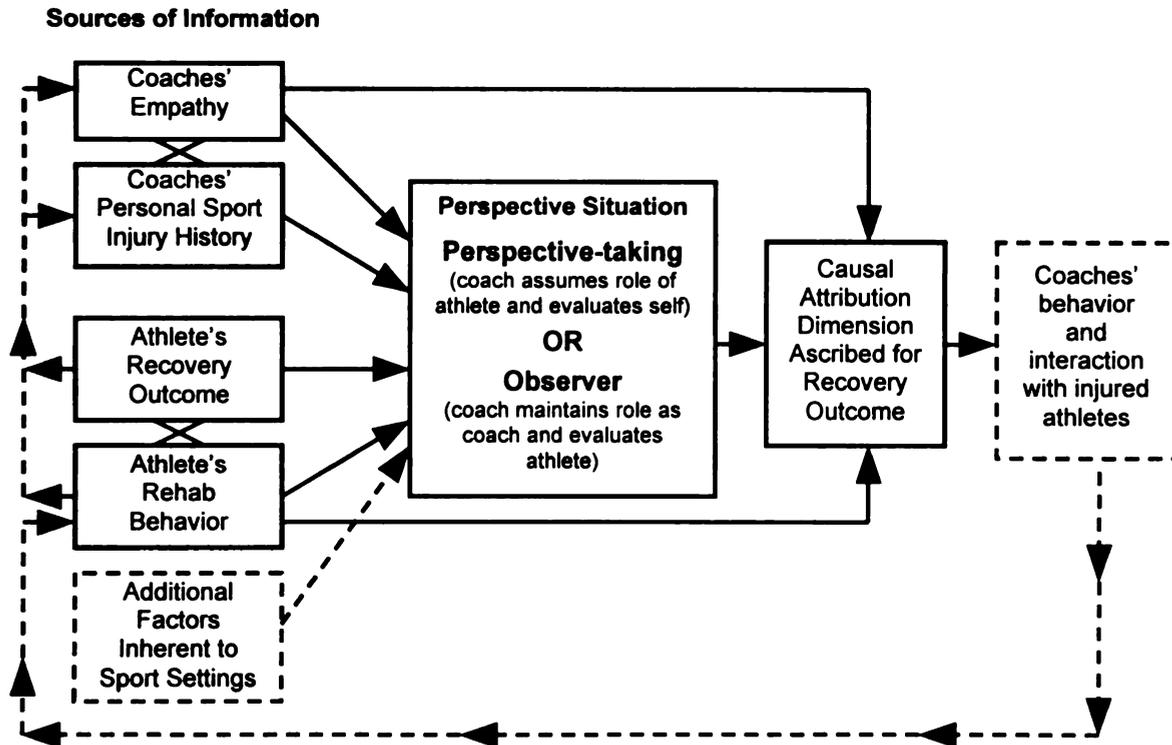 Sources of Information
Coaches'
Empathy
Coaches'
Personal Sport
Injury History
Athlete's
Recovery
Outcome
Athlete's
Rehab
Behavior
Additional
Factors
Inherent to
Sport Settings
Perspective Situation
Perspective-taking
(coach assumes role of
athlete and evaluates self)
OR
Observer
(coach maintains role as
coach and evaluates
athlete)
Causal
Attribution
Dimension
Ascribed for
Recovery
Outcome
Coaches'
behavior
and
interaction
with injured
athletes